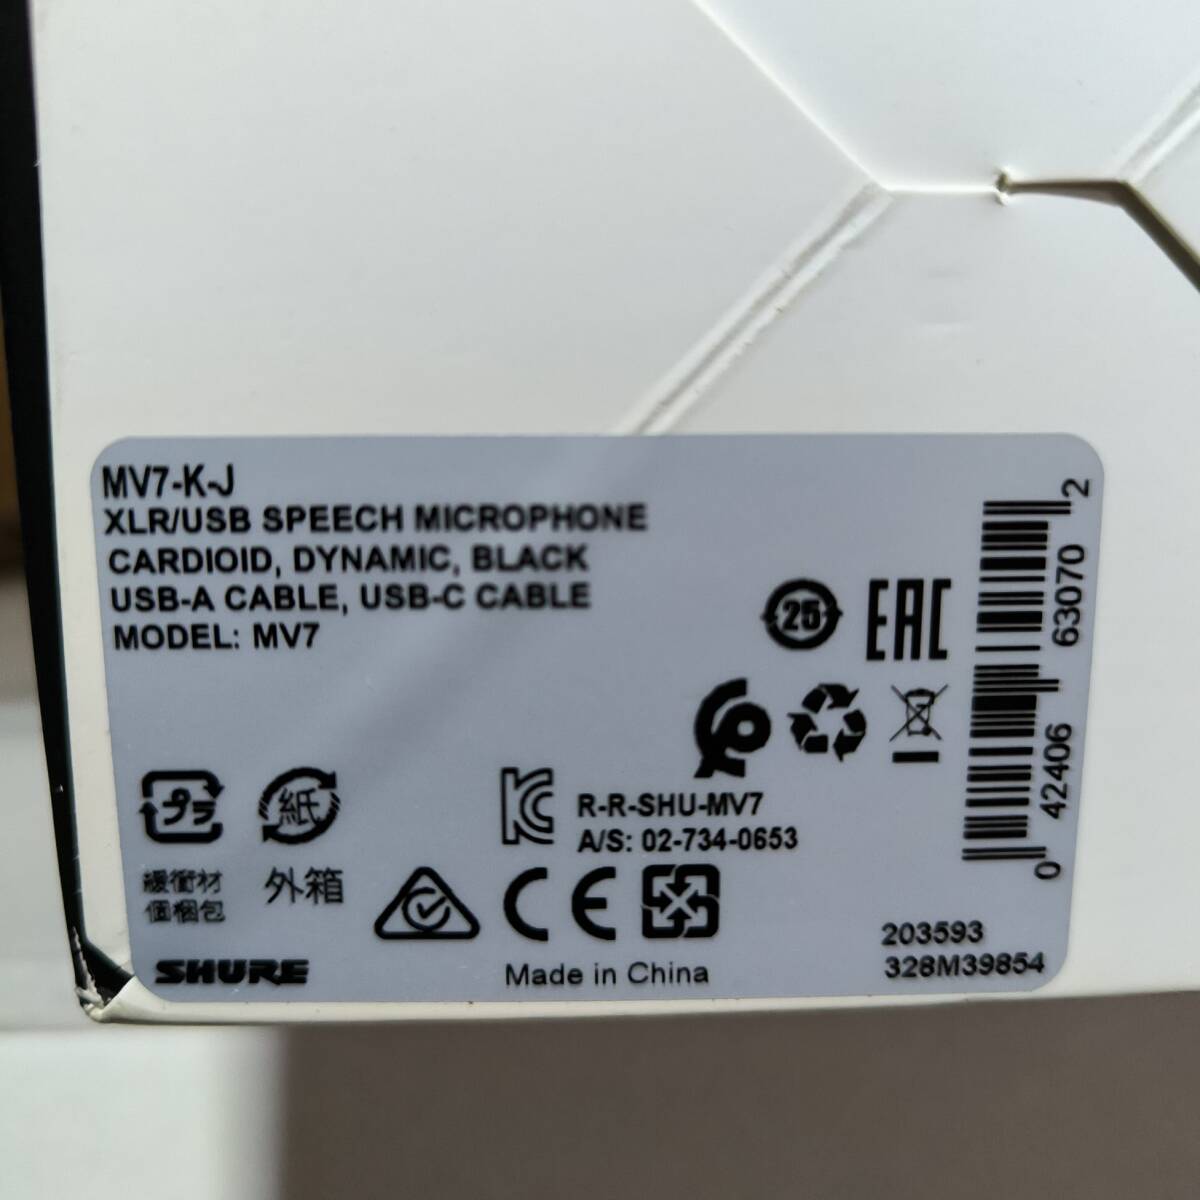 MV7-K-J
XLR/USB SPEECH MICROPHONE
CARDIOID, DYNAMIC, BLACK
USB-A CABLE, USB-C CABLE
MODEL: MV7
25
EAC
プラ
紙
緩衝材
個梱包
外箱
R-R-SHU-MV7
A/S: 02-734-0653
CE
SHURE
Made in China
203593
328M39854
0 42406 63070 2